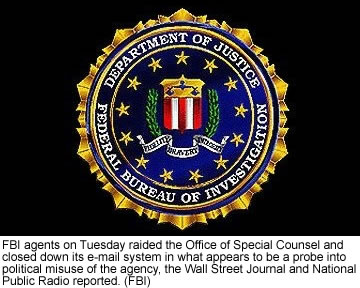 DEPARTMENT OF JUSTICE
FIDELITY BRAVERY INTEGRITY
FEDERAL BUREAU OF INVESTIGATION
FBI agents on Tuesday raided the Office of Special Counsel and
closed down its e-mail system in what appears to be a probe into
political misuse of the agency, the Wall Street Journal and National
Public Radio reported. (FBI)